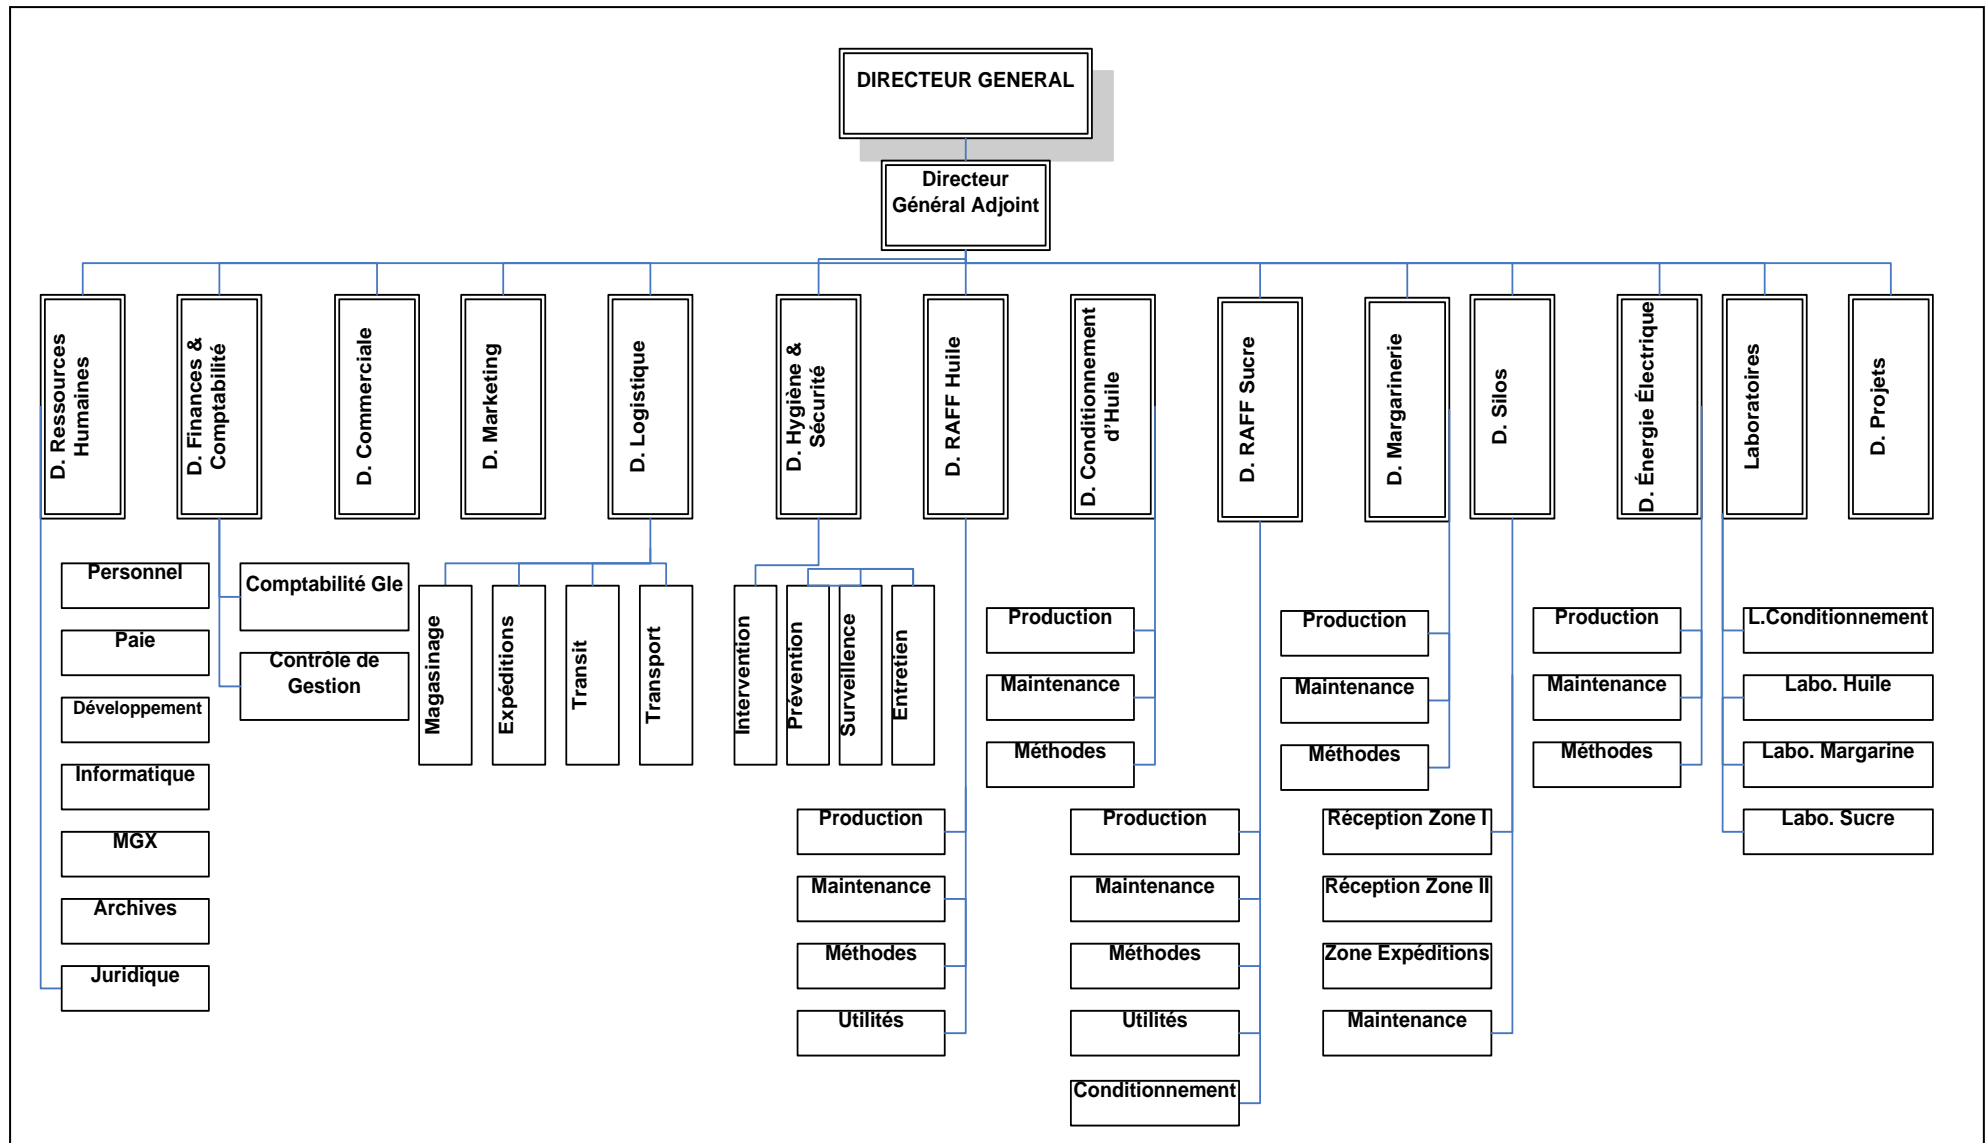 DIRECTEUR GENERAL
Directeur
Général Adjoint
D. Ressources
Humaines
D. Finances &
Comptabilité
D. Commerciale
D. Marketing
D. Logistique
D. Hygiène &
Sécurité
D. RAFF Huile
D. Conditionnement
d'Huile
D. RAFF Sucre
D. Margarinerie
D. Silos
D. Énergie Électrique
Laboratoires
D. Projets
Personnel
Paie
Développement
Informatique
MGX
Archives
Juridique
Comptabilité Gle
Contrôle de
Gestion
Magasinage
Expéditions
Transit
Transport
Intervention
Prévention
Surveillence
Entretien
Production
Maintenance
Méthodes
Utilités
Production
Maintenance
Méthodes
Production
Maintenance
Méthodes
Utilités
Conditionnement
Production
Maintenance
Méthodes
Réception Zone I
Réception Zone II
Zone Expéditions
Maintenance
Production
Maintenance
Méthodes
L.Conditionnement
Labo. Huile
Labo. Margarine
Labo. Sucre